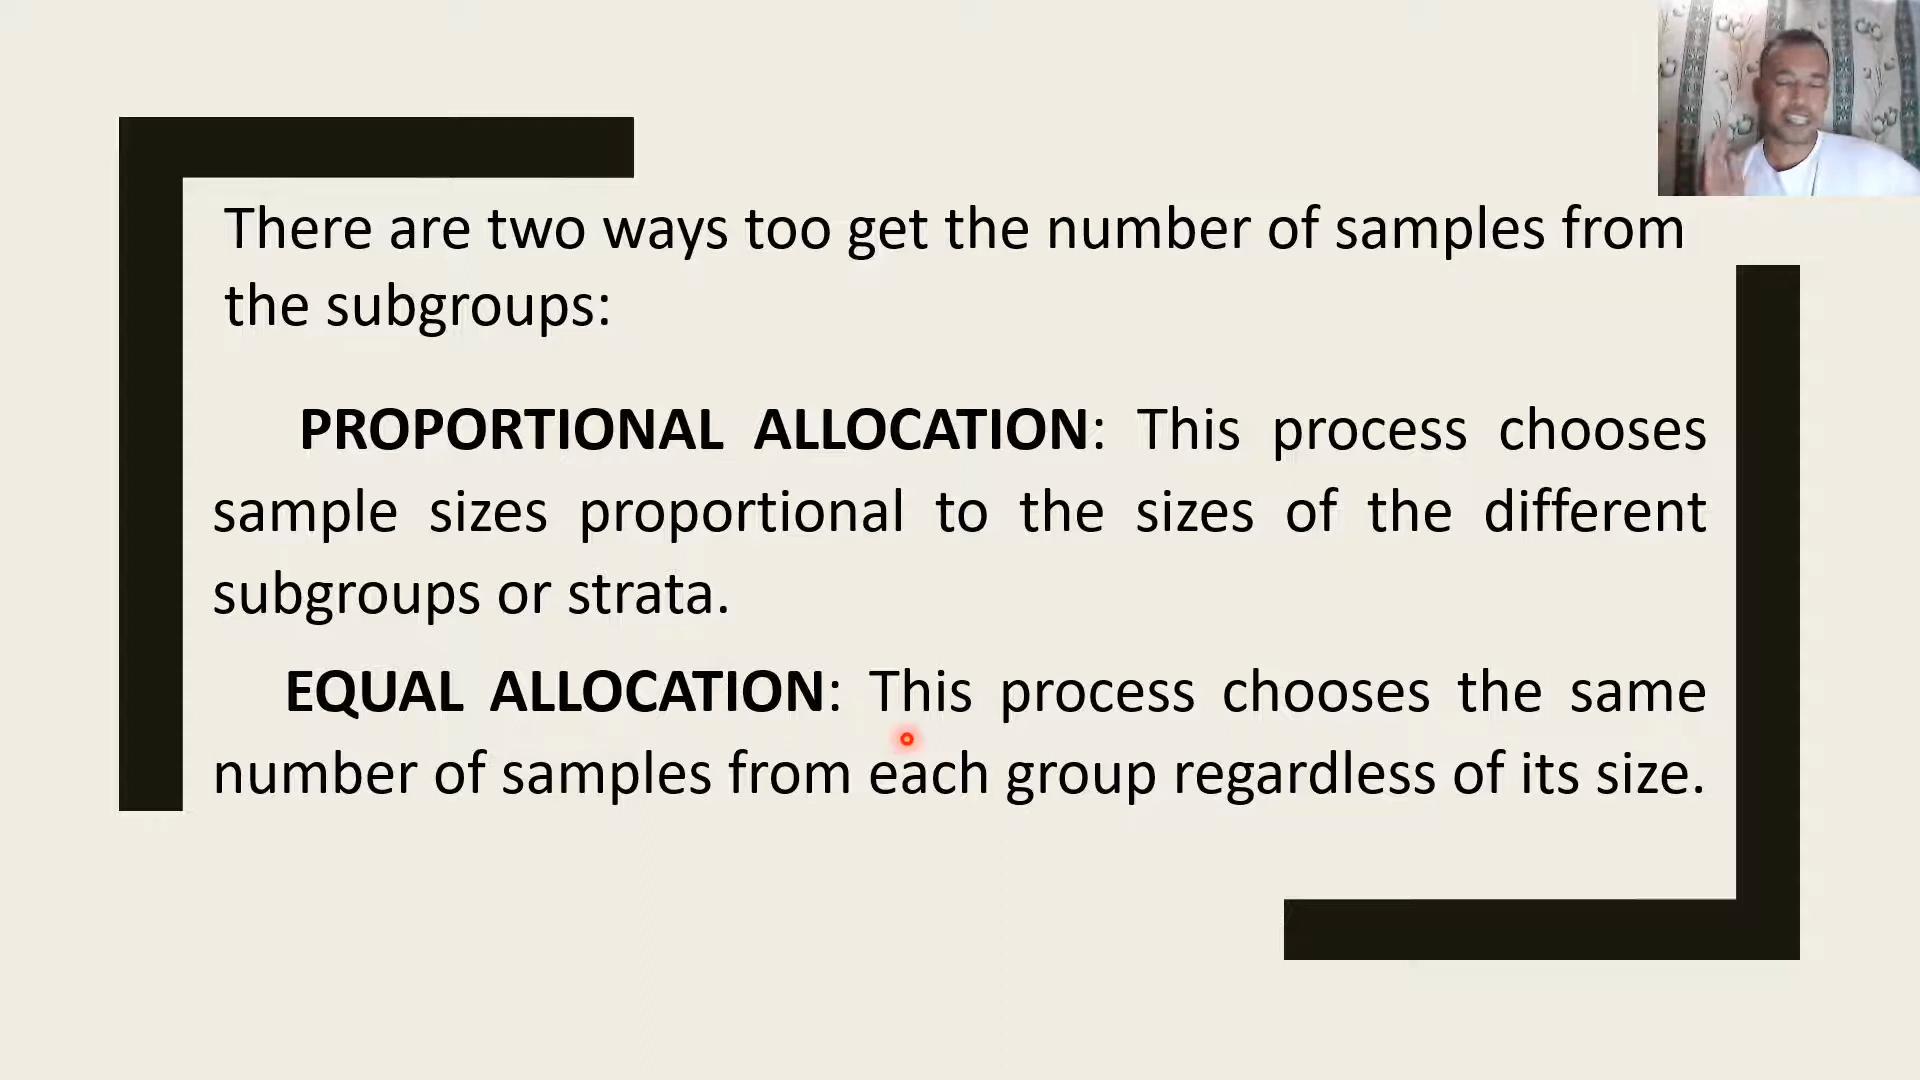 There are two ways too get the number of samples from
the subgroups:
PROPORTIONAL ALLOCATION: This process chooses
sample sizes proportional to the sizes of the different
subgroups or strata.
EQUAL ALLOCATION: This process chooses the same
number of samples from each group regardless of its size.